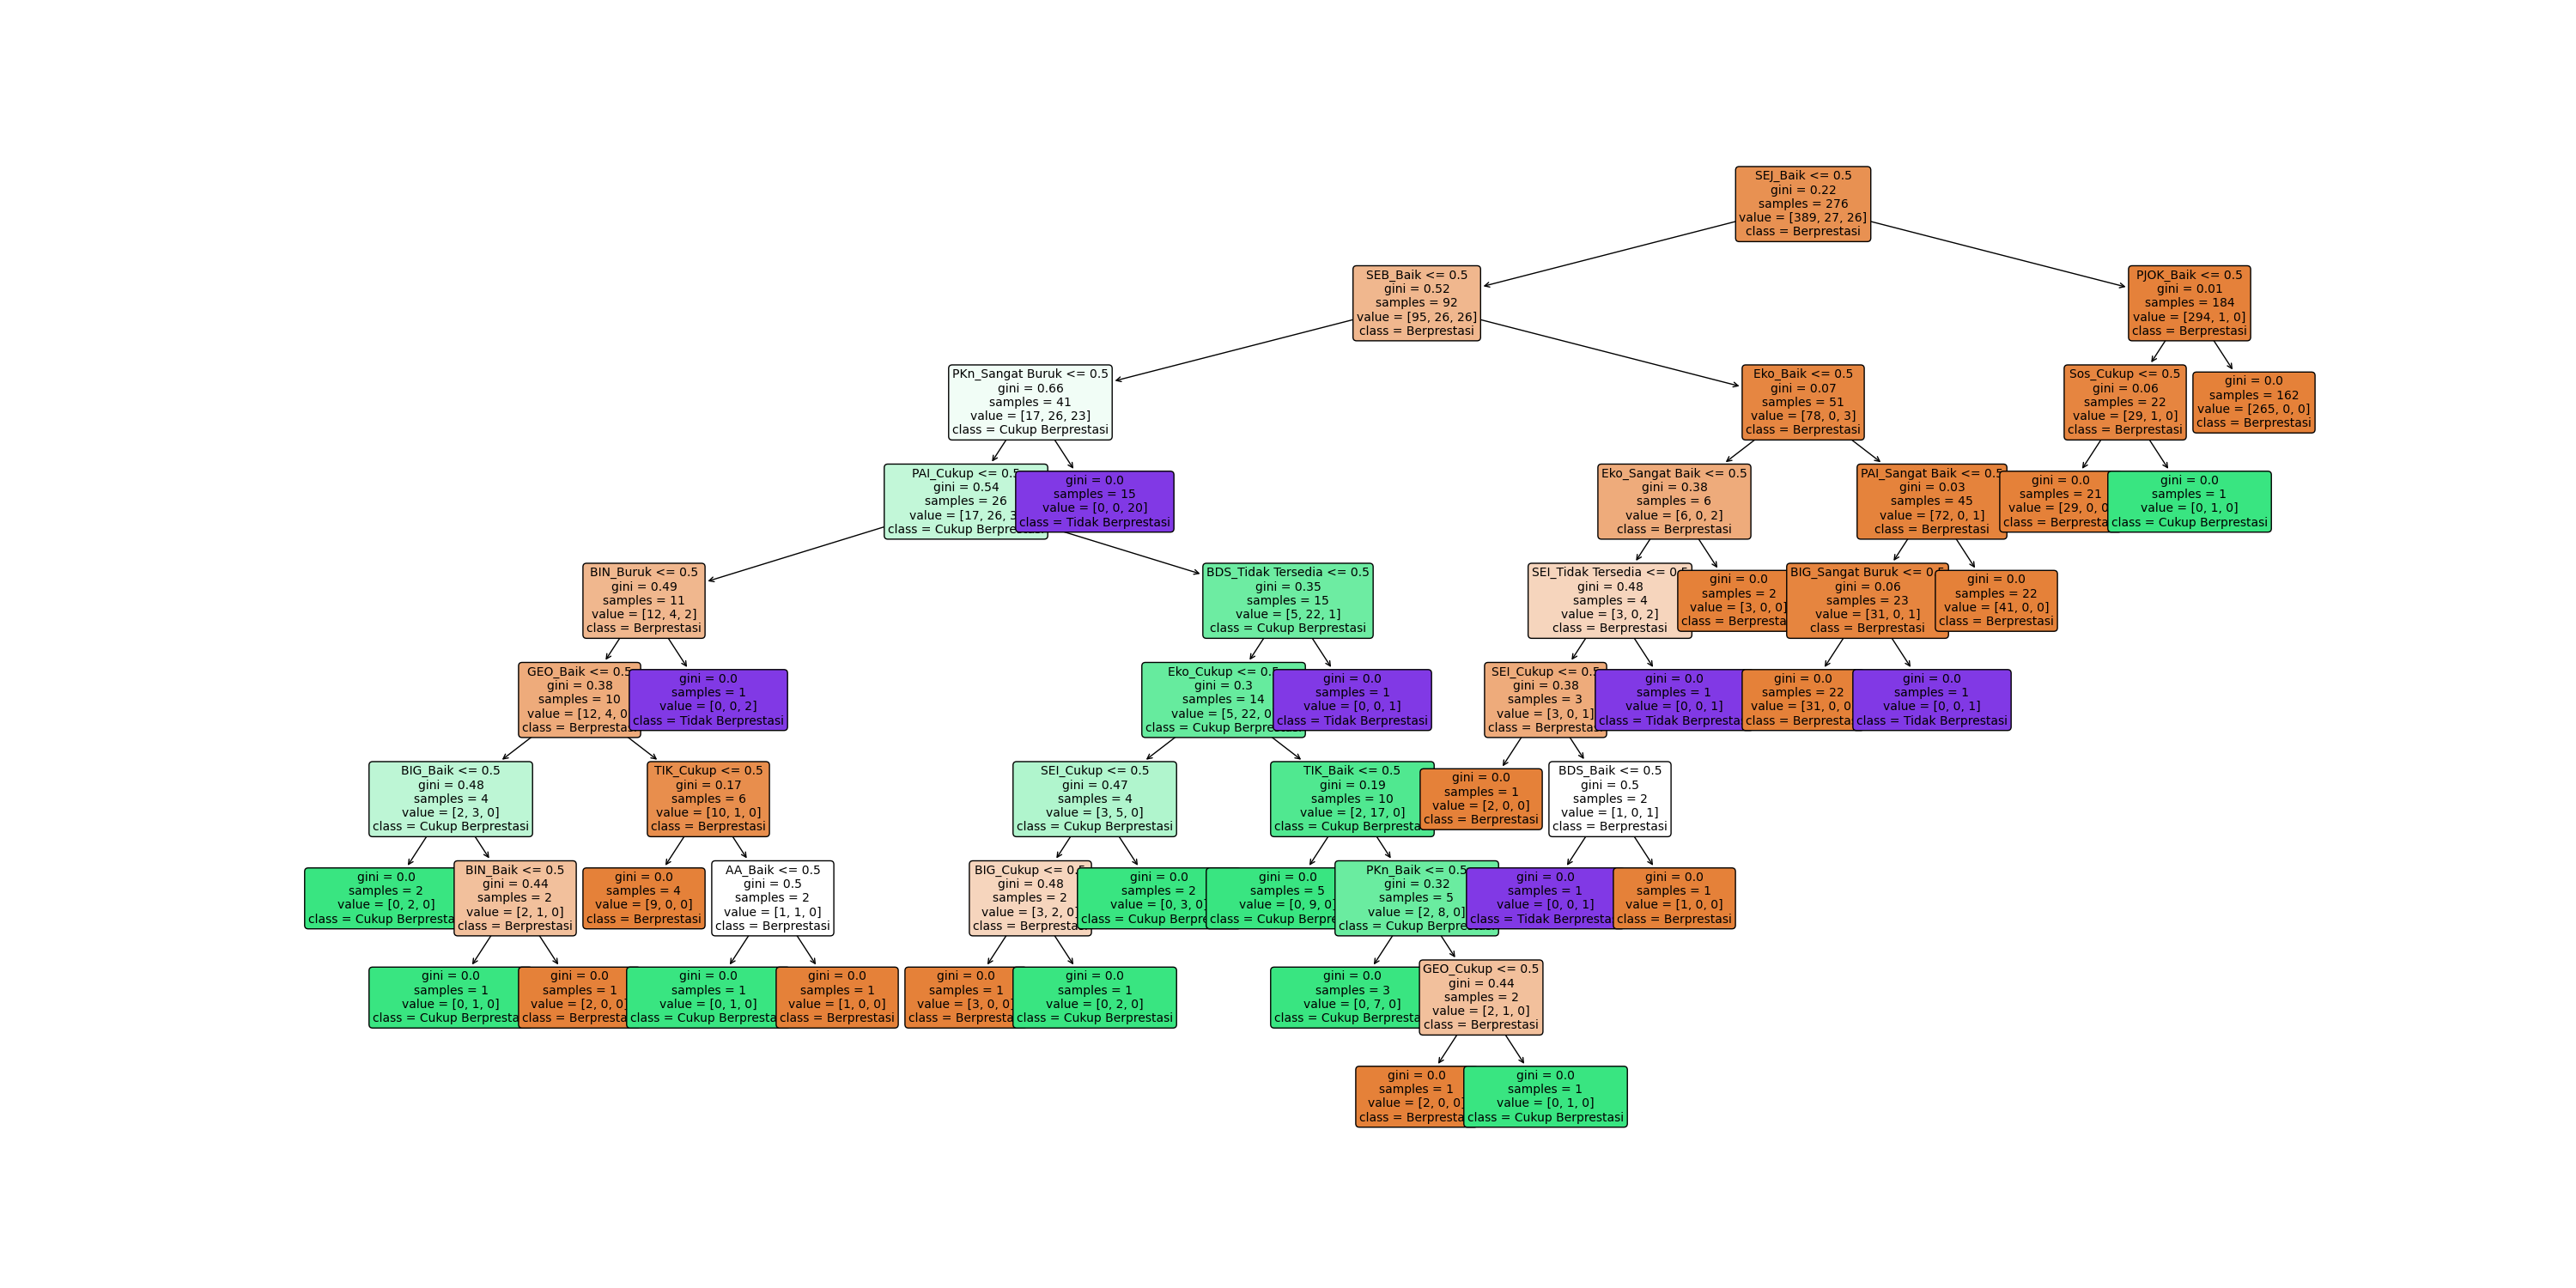 SEJ_Baik <= 0.5
gini = 0.22
samples = 276
value = [389, 27, 26]
class = Berprestasi
SEB_Baik <= 0.5
gini = 0.52
samples = 92
value = [95, 26, 26]
class = Berprestasi
PJOK_Baik <= 0.5
gini = 0.01
samples = 184
value = [294, 1, 0]
class = Berprestasi
PKn_Sangat Buruk <= 0.5
gini = 0.66
samples = 41
value = [17, 26, 23]
class = Cukup Berprestasi
Eko_Baik <= 0.5
gini = 0.07
samples = 51
value = [78, 0, 3]
class = Berprestasi
Sos_Cukup <= 0.5
gini = 0.06
samples = 22
value = [29, 1, 0]
class = Berprestasi
gini = 0.0
samples = 162
value = [265, 0, 0]
class = Berprestasi
PAI_Cukup <= 0.5
gini = 0.54
samples = 26
value = [17, 26, 3
class = Cukup Berpre
gini = 0.0
samples = 15
value = [0, 0, 20]
class = Tidak Berprestasi
Eko_Sangat Baik <= 0.5
gini = 0.38
samples = 6
value = [6, 0, 2]
class = Berprestasi
PAI_Sangat Baik <= 0.5
gini = 0.03
samples = 45
value = [72, 0, 1]
class = Berprestasi
gini = 0.0
samples = 21
value = [29, 0, 0
class = Berpresta
gini = 0.0
samples = 1
value = [0, 1, 0]
class = Cukup Berprestasi
BIN_Buruk <= 0.5
gini = 0.49
samples = 11
value = [12, 4, 2]
class = Berprestasi
BDS_Tidak Tersedia <= 0.5
gini = 0.35
samples = 15
value = [5, 22, 1]
class = Cukup Berprestasi
SEI_Tidak Tersedia <= 0.5
gini = 0.48
samples = 4
value = [3, 0, 2]
class = Berprestasi
gini = 0.0
samples = 2
value = [3, 0, 0]
class = Berpresta
BIG_Sangat Buruk <= 0.5
gini = 0.06
samples = 23
value = [31, 0, 1]
class = Berprestasi
gini = 0.0
samples = 22
value = [41, 0, 0]
class = Berprestasi
GEO_Baik <= 0.5
gini = 0.38
samples = 10
value = [12, 4, 0
class = Berpresta
gini = 0.0
samples = 1
value = [0, 0, 2]
class = Tidak Berprestasi
Eko_Cukup <= 0.5
gini = 0.3
samples = 14
value = [5, 22, 0
class = Cukup Berpre
gini = 0.0
samples = 1
value = [0, 0, 1]
class = Tidak Berprestasi
SEI_Cukup <= 0.5
gini = 0.38
samples = 3
value = [3, 0, 1]
class = Berpresta
gini = 0.0
samples = 1
value = [0, 0, 1]
class = Tidak Berpresta
gini = 0.0
samples = 22
value = [31, 0, 0
class = Berpresta
gini = 0.0
samples = 1
value = [0, 0, 1]
class = Tidak Berprestasi
BIG_Baik <= 0.5
gini = 0.48
samples = 4
value = [2, 3, 0]
class = Cukup Berprestasi
TIK_Cukup <= 0.5
gini = 0.17
samples = 6
value = [10, 1, 0]
class = Berprestasi
SEI_Cukup <= 0.5
gini = 0.47
samples = 4
value = [3, 5, 0]
class = Cukup Berprestasi
TIK_Baik <= 0.5
gini = 0.19
samples = 10
value = [2, 17, 0]
class = Cukup Berpresta
gini = 0.0
samples = 1
value = [2, 0, 0]
class = Berprestasi
BDS_Baik <= 0.5
gini = 0.5
samples = 2
value = [1, 0, 1]
class = Berprestasi
gini = 0.0
samples = 2
value = [0, 2, 0]
class = Cukup Berpresta
BIN_Baik <= 0.5
gini = 0.44
samples = 2
value = [2, 1, 0]
class = Berprestasi
gini = 0.0
samples = 4
value = [9, 0, 0]
class = Berprestasi
AA_Baik <= 0.5
gini = 0.5
samples = 2
value = [1, 1, 0]
class = Berprestasi
BIG_Cukup <= 0.5
gini = 0.48
samples = 2
value = [3, 2, 0]
class = Berpresta
gini = 0.0
samples = 2
value = [0, 3, 0]
class = Cukup Berpre
gini = 0.0
samples = 5
value = [0, 9, 0]
class = Cukup Berpre
PKn_Baik <= 0.5
gini = 0.32
samples = 5
value = [2, 8, 0]
class = Cukup Berpre
gini = 0.0
samples = 1
value = [0, 0, 1]
class = Tidak Berpresta
gini = 0.0
samples = 1
value = [1, 0, 0]
class = Berprestasi
gini = 0.0
samples = 1
value = [0, 1, 0]
class = Cukup Berpresta
gini = 0.0
samples = 1
value = [2, 0, 0]
class = Berpresta
gini = 0.0
samples = 1
value = [0, 1, 0]
class = Cukup Berpresta
gini = 0.0
samples = 1
value = [1, 0, 0]
class = Berprestasi
gini = 0.0
samples = 1
value = [3, 0, 0]
class = Berpresta
gini = 0.0
samples = 1
value = [0, 2, 0]
class = Cukup Berprestasi
gini = 0.0
samples = 3
value = [0, 7, 0]
class = Cukup Berpresta
GEO_Cukup <= 0.5
gini = 0.44
samples = 2
value = [2, 1, 0]
class = Berprestasi
gini = 0.0
samples = 1
value = [2, 0, 0]
class = Berpresta
gini = 0.0
samples = 1
value = [0, 1, 0]
class = Cukup Berprestasi